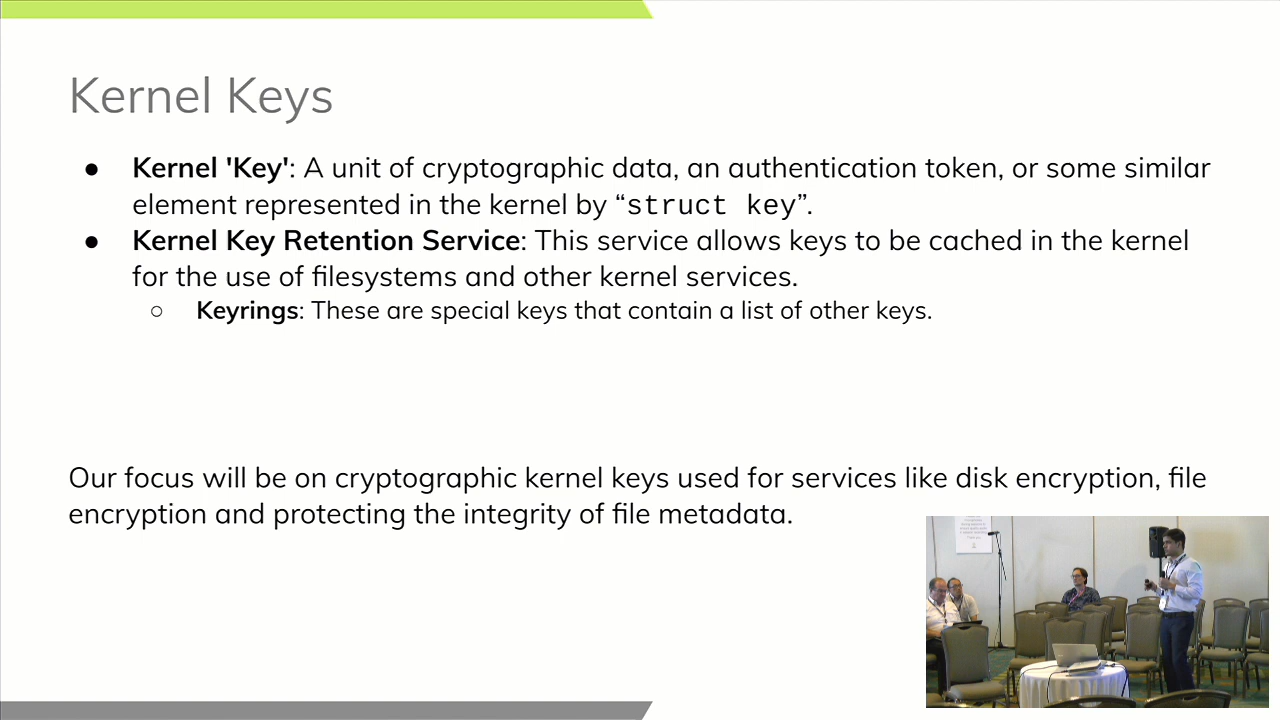 Kernel Keys
● Kernel 'Key': A unit of cryptographic data, an authentication token, or some similar
element represented in the kernel by “struct key”.
● Kernel Key Retention Service: This service allows keys to be cached in the kernel
for the use of filesystems and other kernel services.
○ Keyrings: These are special keys that contain a list of other keys.
Our focus will be on cryptographic kernel keys used for services like disk encryption, file
encryption and protecting the integrity of file metadata.